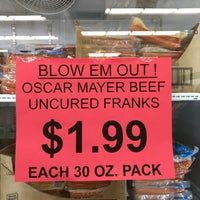 BLOW EM OUT !
OSCAR MAYER BEEF
UNCURED FRANKS
$1.99
EACH 30 OZ. PACK